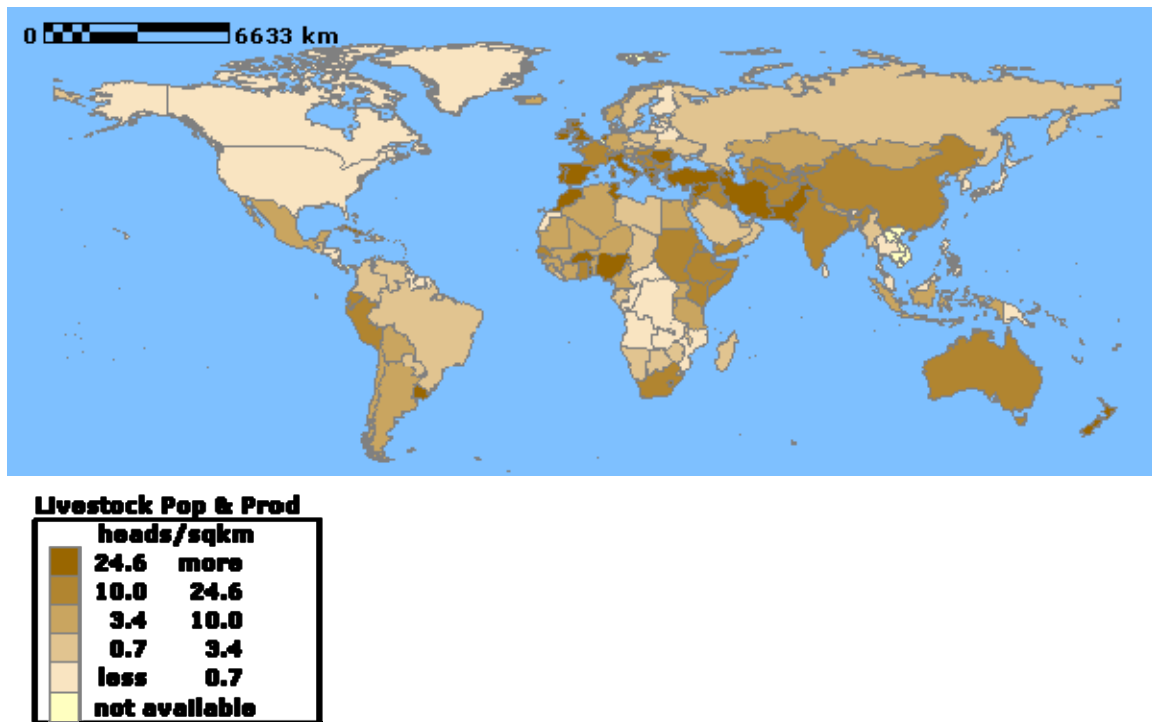 0 6633 km
Livestock Pop & Prod
heads/sqkm
24.6 more
10.0 24.6
3.4 10.0
0.7 3.4
less 0.7
not available